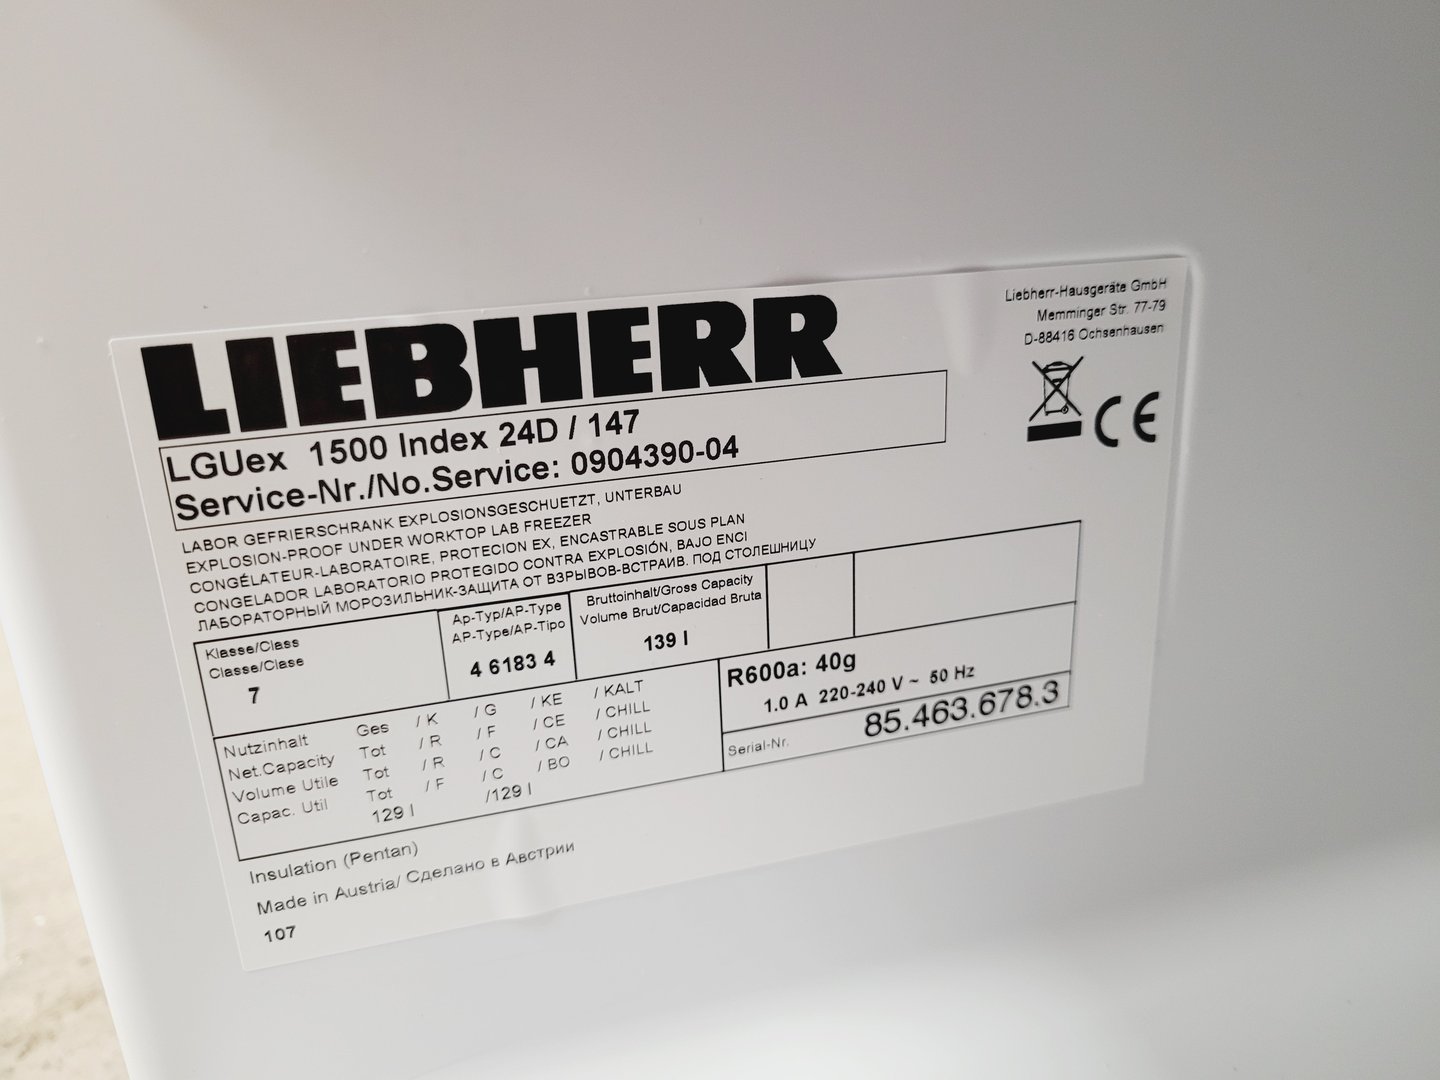 LIEBHERR
Liebherr-Hausgeräte GmbH
Memminger Str. 77-79
D-88416 Ochsenhausen
LGUex 1500 Index 24D / 147
Service-Nr./No.Service: 0904390-04
CE
LABOR GEFRIERSCHRANK EXPLOSIONSGESCHUETZT, UNTERBAU
EXPLOSION-PROOF UNDER WORKTOP LAB FREEZER
CONGÉLATEUR-LABORATOIRE, PROTECION EX, ENCASTRABLE SOUS PLAN
CONGELADOR LABORATORIO PROTEGIDO CONTRA EXPLOSIÓN, BAJO ENCI
ЛАБОРАТОРНЫЙ МОРОЗИЛЬНИК-ЗАЩИТА ОТ ВЗРЫВОВ-ВСТРАИВ. ПОД СТОЛЕШНИЦУ
Klasse/Class
Classe/Clase
7
Ap-Typ/AP-Type
AP-Type/AP-Tipo
4 6183 4
Bruttoinhalt/Gross Capacity
Volume Brut/Capacidad Bruta
139 l
Nutzinhalt Ges / K / G / KE / KALT
Net.Capacity Tot / R / F / CE / CHILL
Volume Utile Tot / R / C / CA / CHILL
Capac. Util Tot / F / C / BO / CHILL
129 l /129 l
R600a: 40g
1.0 A 220-240 V ~ 50 Hz
Serial-Nr. 85.463.678.3
Insulation (Pentan)
Made in Austria/ Сделано в Австрии
107